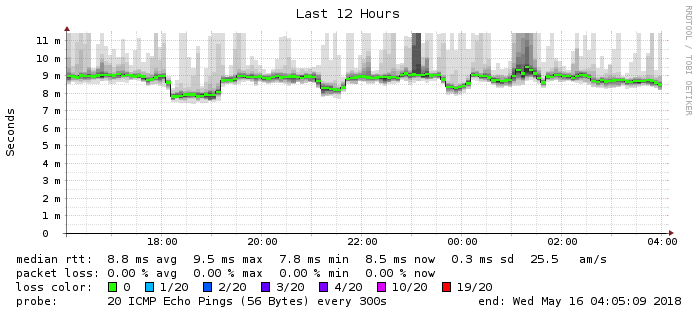 Last 12 Hours
RRDTOOL / TOBI OETIKER
Seconds
11 m
10 m
9 m
8 m
7 m
6 m
5 m
4 m
3 m
2 m
1 m
0
18:00 20:00 22:00 00:00 02:00 04:00
median rtt: 8.8 ms avg 9.5 ms max 7.8 ms min 8.5 ms now 0.3 ms sd 25.5 am/s
packet loss: 0.00 % avg 0.00 % max 0.00 % min 0.00 % now
loss color: 0 1/20 2/20 3/20 4/20 10/20 19/20
probe: 20 ICMP Echo Pings (56 Bytes) every 300s end: Wed May 16 04:05:09 2018